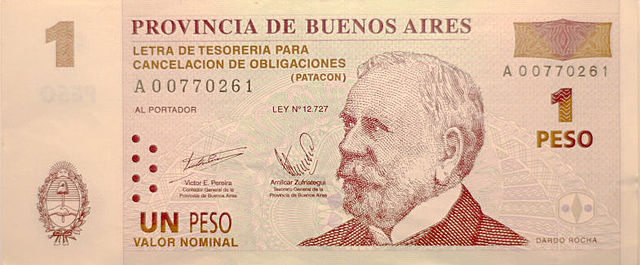 PROVINCIA DE BUENOS AIRES
1
LETRA DE TESORERIA PARA
CANCELACION DE OBLIGACIONES
(PATACON)
A 00770261
A 00770261
AL PORTADOR
LEY N° 12.727
1
PESO
Victor E. Pereira
Contador General de la
Provincia de Buenos Aires
Amilcar Zufriategui
Tesorero General de la
Provincia de Buenos Aires
UN PESO
VALOR NOMINAL
DARDO ROCHA